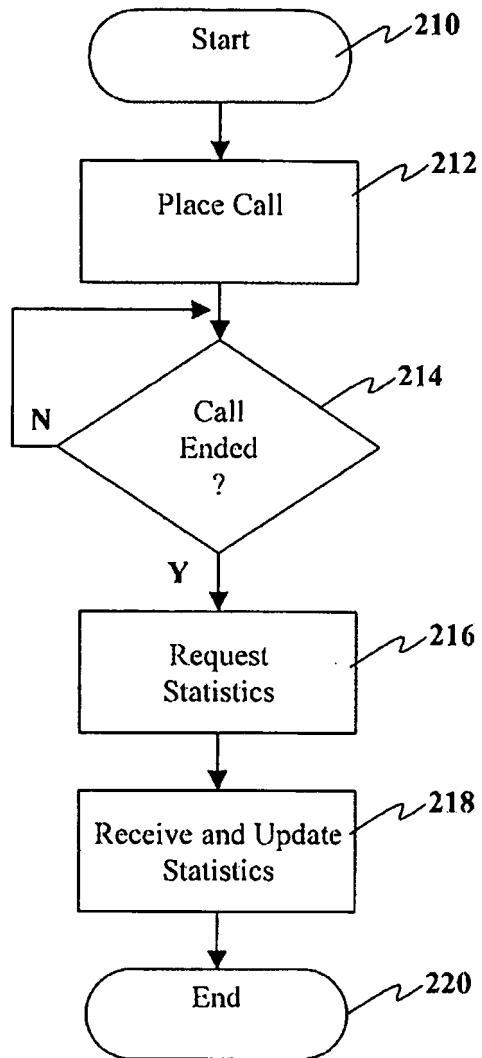 Start
210
Place Call
212
214
Call
Ended
?
N
Y
Request
Statistics
216
Receive and Update
Statistics
218
End
220